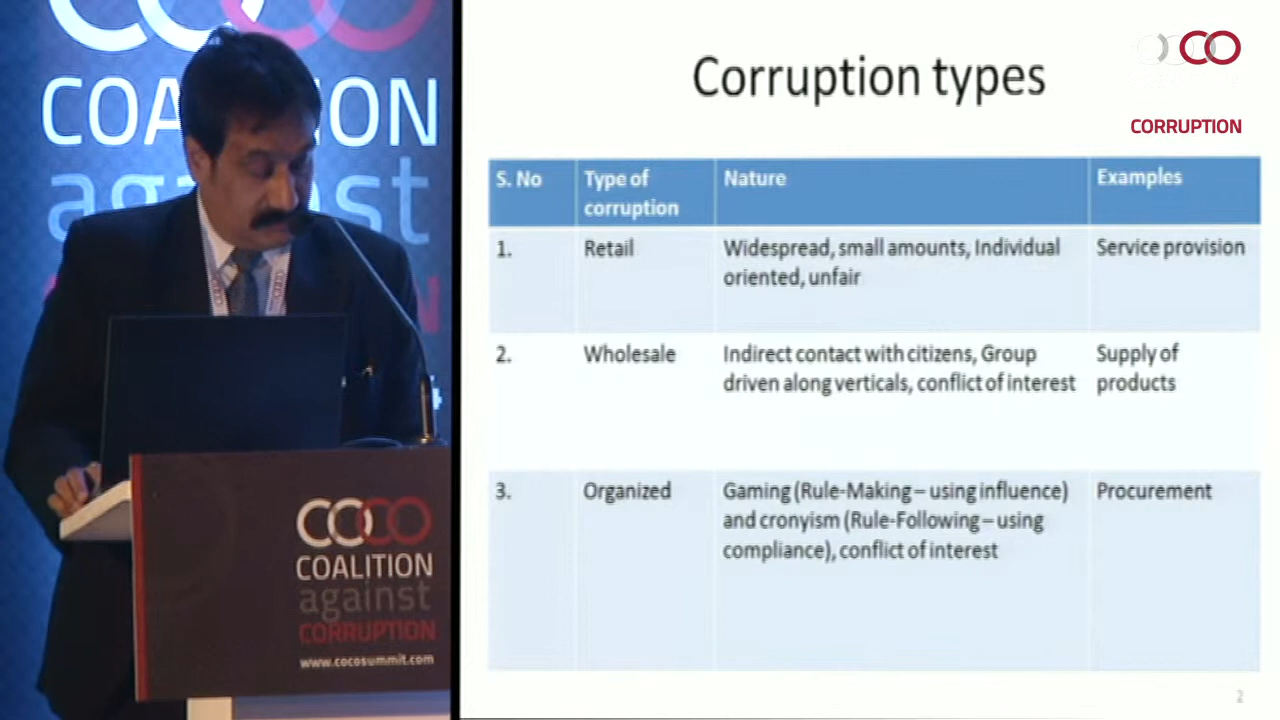 COALITION
against
4
COCO
COALITION
against
CORRUPTION
www.cocosummit.com
Corruption types
CO
CORRUPTION
S. No
Type of corruption
Nature
Examples
1.
Retail
Widespread, small amounts, Individual
oriented, unfair
Service provision
2.
Wholesale
Indirect contact with citizens, Group
driven along verticals, conflict of interest
Supply of
products
3.
Organized
Gaming (Rule-Making – using influence)
and cronyism (Rule-Following – using
compliance), conflict of interest
Procurement
2